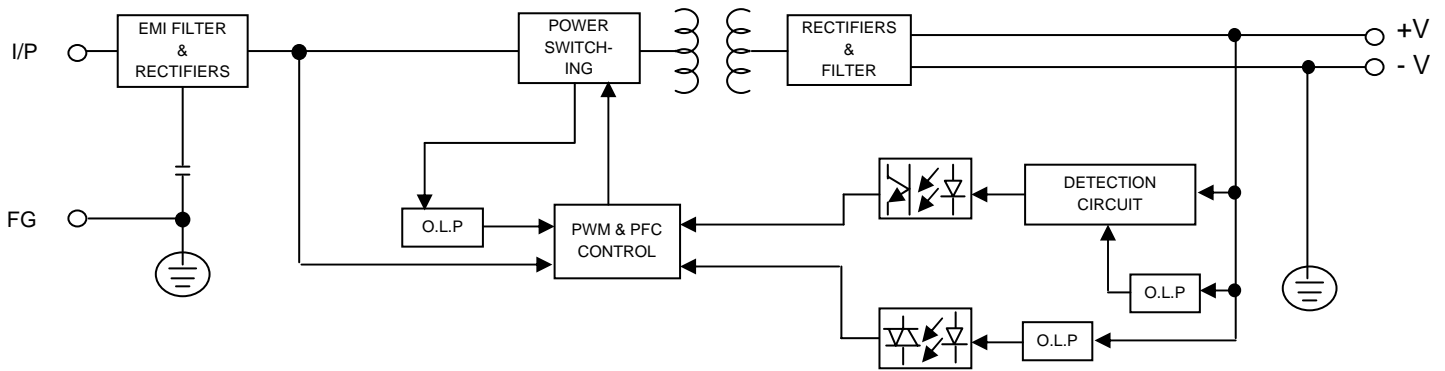 I/P
EMI FILTER
&
RECTIFIERS
POWER
SWITCH-
ING
RECTIFIERS
&
FILTER
+V
- V
FG
O.L.P
PWM & PFC
CONTROL
DETECTION
CIRCUIT
O.L.P
O.L.P